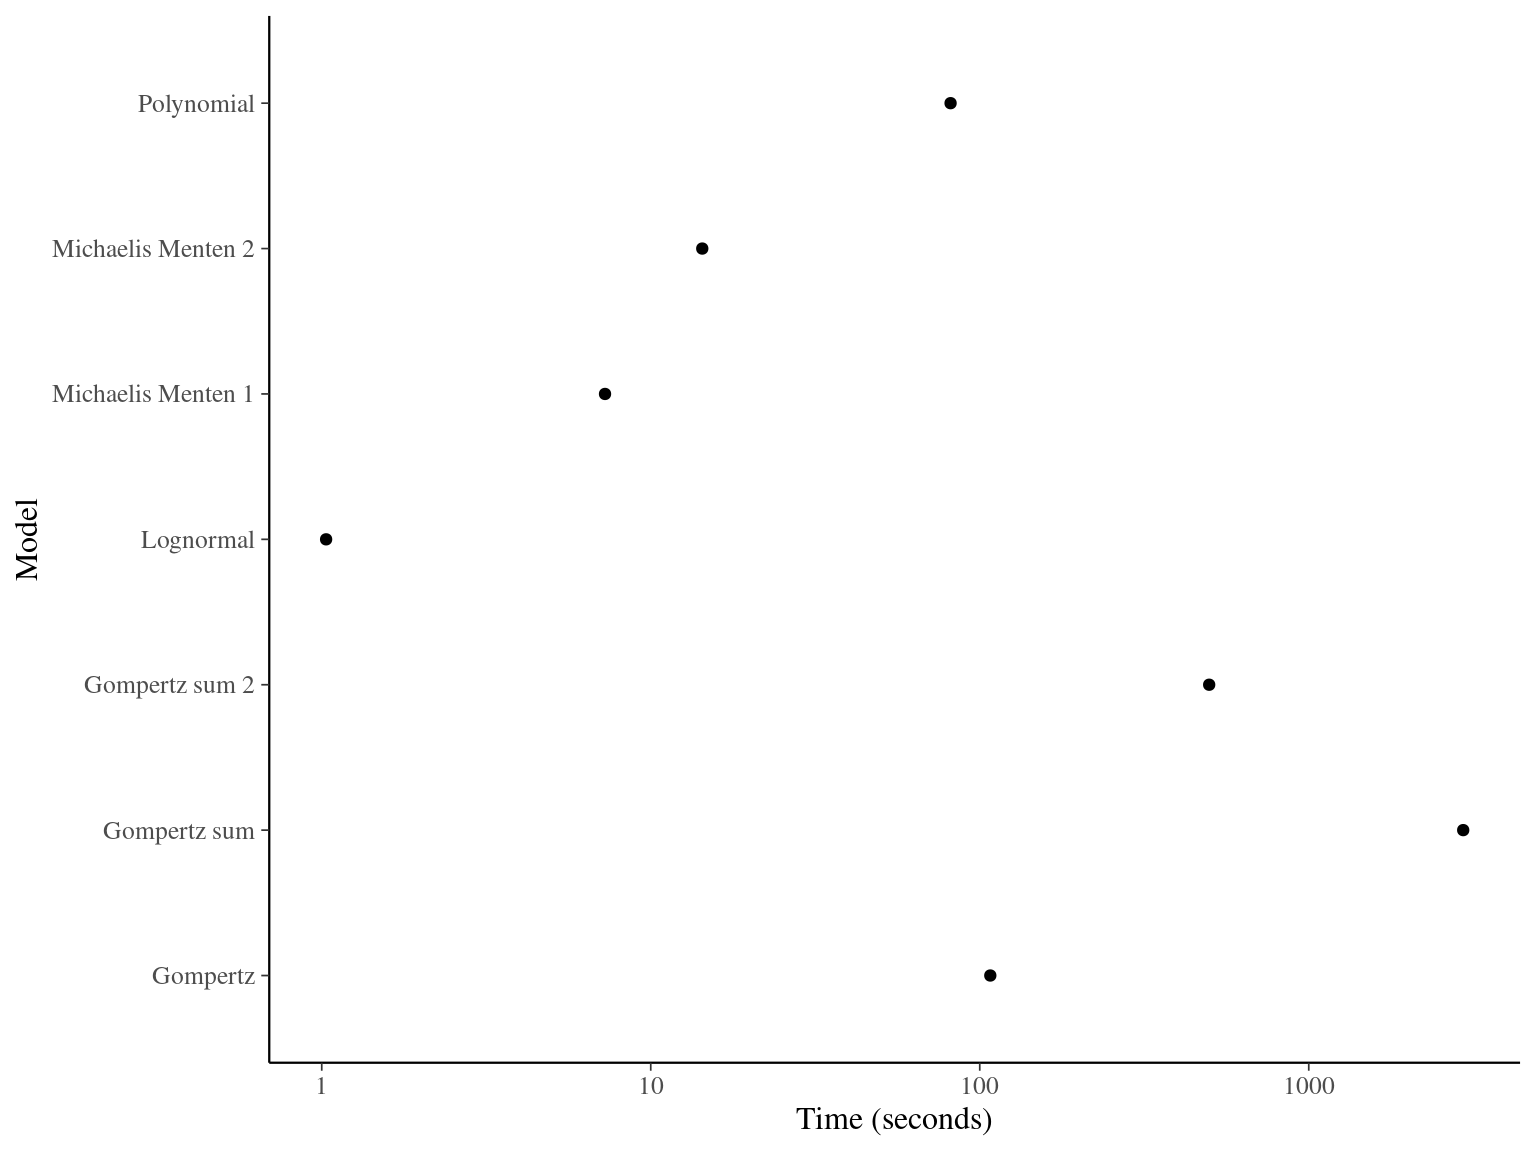 Polynomial
Michaelis Menten 2
Michaelis Menten 1
Lognormal
Gompertz sum 2
Gompertz sum
Gompertz
Model
1 10 100 1000
Time (seconds)